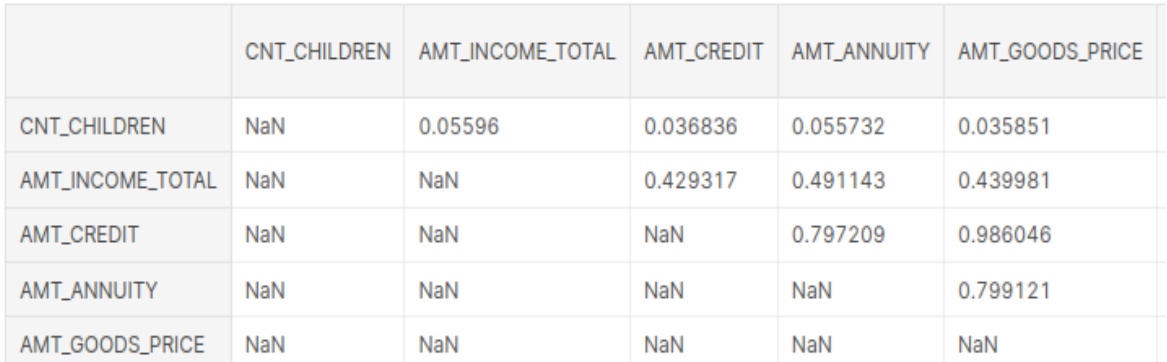 CNT_CHILDREN AMT_INCOME_TOTAL AMT_CREDIT AMT_ANNUITY AMT_GOODS_PRICE
CNT_CHILDREN NaN 0.05596 0.036836 0.055732 0.035851
AMT_INCOME_TOTAL NaN NaN 0.429317 0.491143 0.439981
AMT_CREDIT NaN NaN NaN 0.797209 0.986046
AMT_ANNUITY NaN NaN NaN NaN 0.799121
AMT_GOODS_PRICE NaN NaN NaN NaN NaN